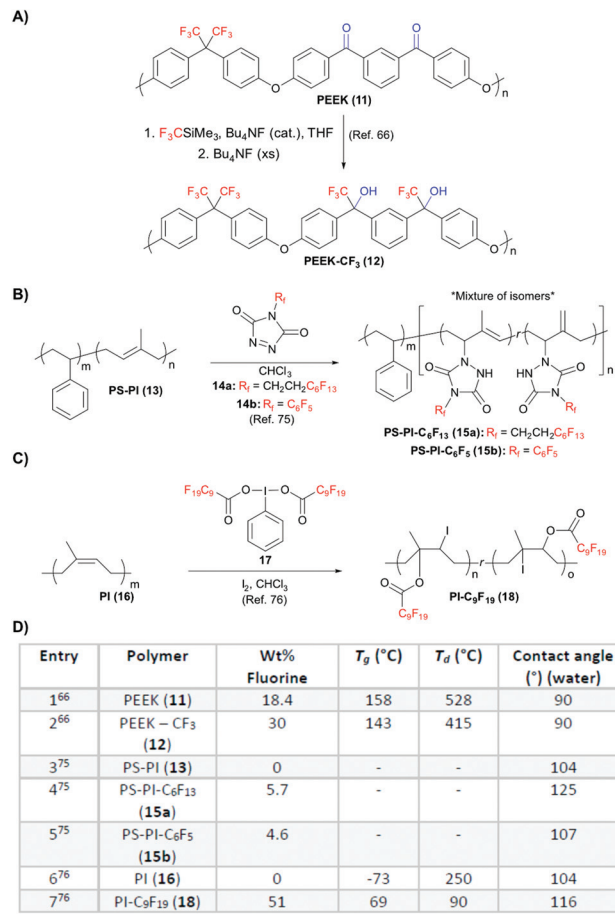 A)
F₃C CF₃
O
O
O
O
n
PEEK (11)
1. F₃CSiMe₃, Bu₄NF (cat.), THF
2. Bu₄NF (xs)
(Ref. 66)
F₃C CF₃
F₃C OH
F₃C OH
O
O
n
PEEK-CF₃ (12)
B)
m
n
PS-PI (13)
Rf
O N O
N=N
CHCl₃
14a: Rf = CH₂CH₂C₆F₁₃
14b: Rf = C₆F₅
(Ref. 75)
*Mixture of isomers*
m
r
n
O N NH
N O
Rf
O N NH
N O
Rf
PS-PI-C₆F₁₃ (15a): Rf = CH₂CH₂C₆F₁₃
PS-PI-C₆F₅ (15b): Rf = C₆F₅
C)
m
PI (16)
F₁₉C₉ O I O C₉F₁₉
O O
17
I₂, CHCl₃
(Ref. 76)
I
O
n
r
O
C₉F₁₉
O
I
o
O
C₉F₁₉
PI-C₉F₁₉ (18)
D)
Entry Polymer Wt% Fluorine Tg (°C) Td (°C) Contact angle (°) (water)
1⁶⁶ PEEK (11) 18.4 158 528 90
2⁶⁶ PEEK – CF₃ (12) 30 143 415 90
3⁷⁵ PS-PI (13) 0 - - 104
4⁷⁵ PS-PI-C₆F₁₃ (15a) 5.7 - - 125
5⁷⁵ PS-PI-C₆F₅ (15b) 4.6 - - 107
6⁷⁶ PI (16) 0 -73 250 104
7⁷⁶ PI-C₉F₁₉ (18) 51 69 90 116